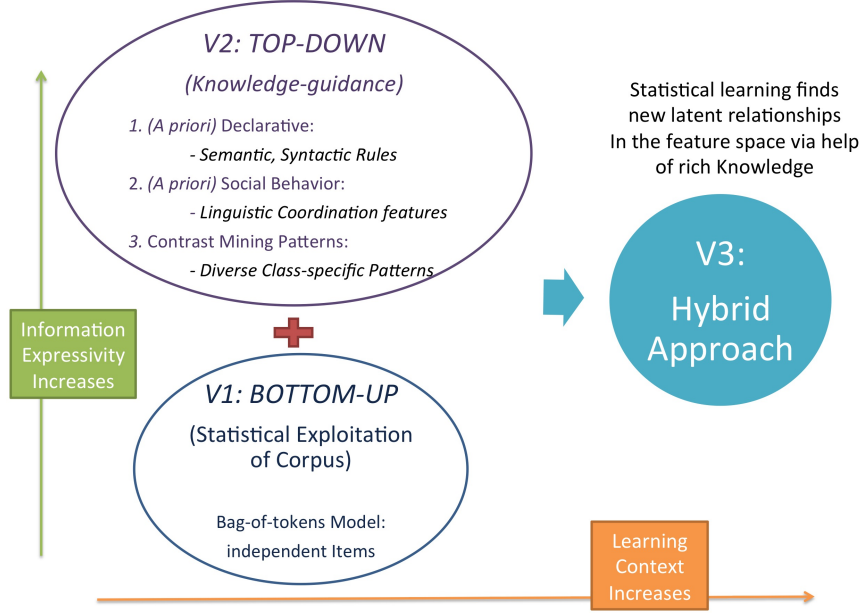 V2: TOP-DOWN
(Knowledge-guidance)
1. (A priori) Declarative:
- Semantic, Syntactic Rules
2. (A priori) Social Behavior:
- Linguistic Coordination features
3. Contrast Mining Patterns:
- Diverse Class-specific Patterns
Information
Expressivity
Increases
V1: BOTTOM-UP
(Statistical Exploitation
of Corpus)
Bag-of-tokens Model:
independent Items
Statistical learning finds
new latent relationships
In the feature space via help
of rich Knowledge
V3:
Hybrid
Approach
Learning
Context
Increases